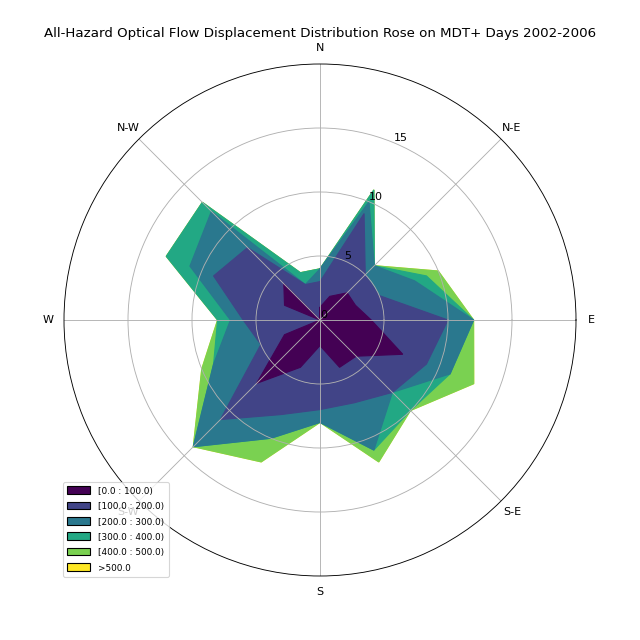 All-Hazard Optical Flow Displacement Distribution Rose on MDT+ Days 2002-2006
N
N-W
N-E
15
10
5
0
W
E
[0.0 : 100.0)
[100.0 : 200.0)
[200.0 : 300.0)
[300.0 : 400.0)
[400.0 : 500.0)
>500.0
S-W
S-E
S